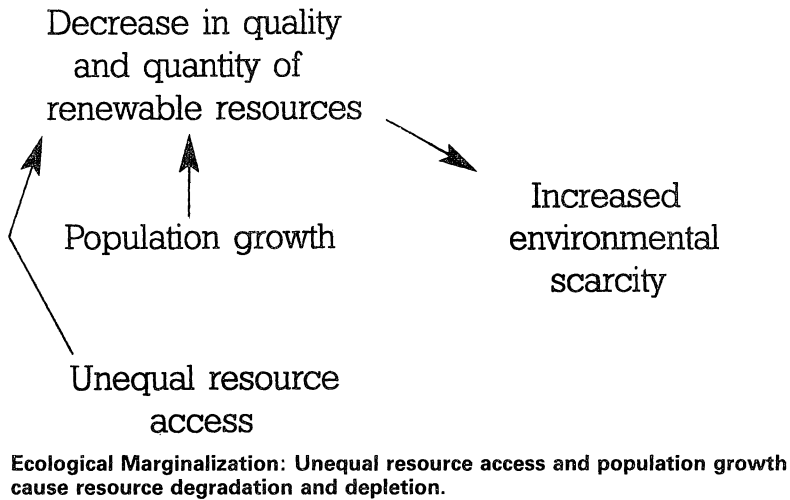 Decrease in quality
and quantity of
renewable resources
Increased
environmental
scarcity
Population growth
Unequal resource
access
Ecological Marginalization: Unequal resource access and population growth
cause resource degradation and depletion.